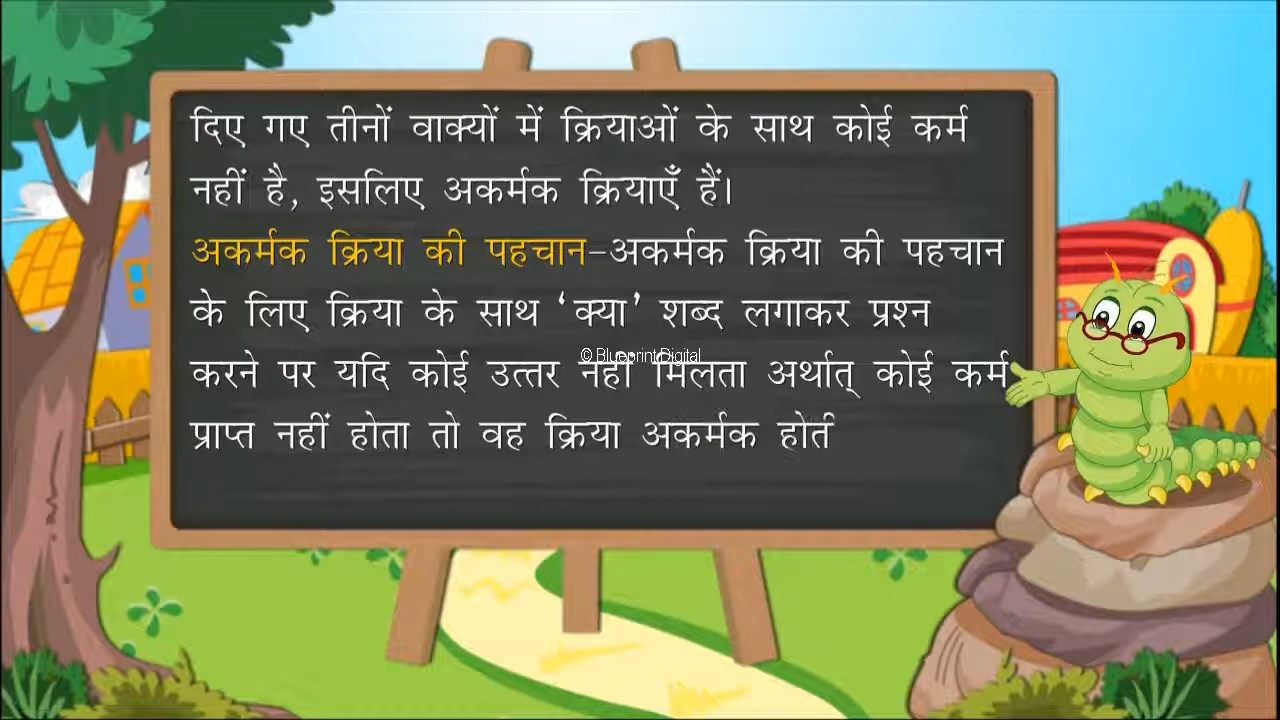 दिए गए तीनों वाक्यों में क्रियाओं के साथ कोई कर्म
नहीं है, इसलिए अकर्मक क्रियाएँ हैं।
अकर्मक क्रिया की पहचान–अकर्मक क्रिया की पहचान
के लिए क्रिया के साथ ‘क्या’ शब्द लगाकर प्रश्न
© Blueprint Digital
करने पर यदि कोई उत्तर नहीं मिलता अर्थात् कोई कर्म
प्राप्त नहीं होता तो वह क्रिया अकर्मक